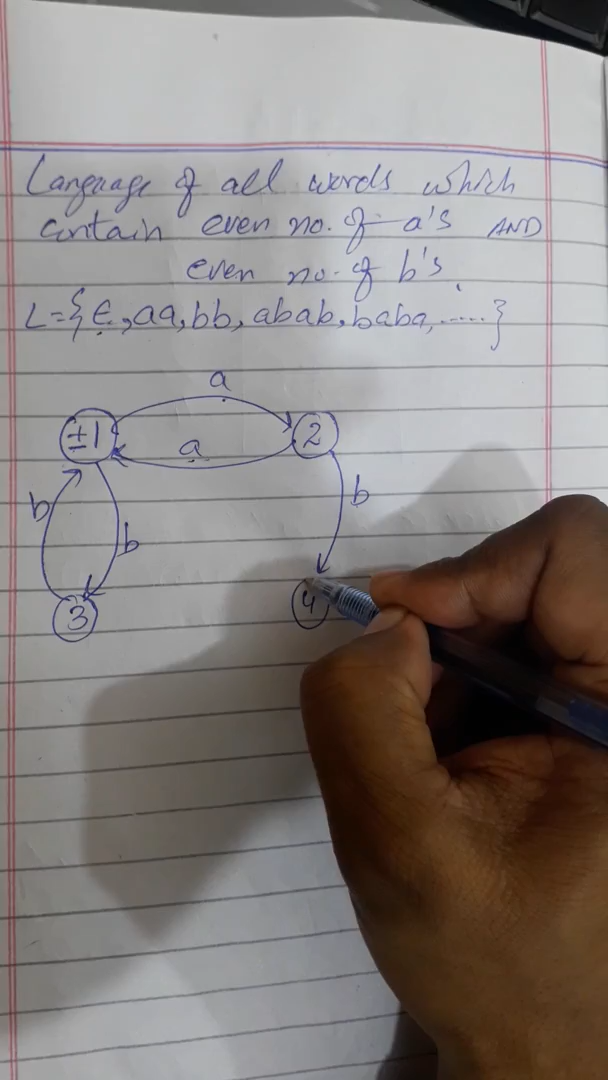 Language of all words which
contain even no. of a's AND
even no. of b's.
L={ε, aa, bb, abab, baba, .....}
a
±1
a
2
b
b
b
3
4